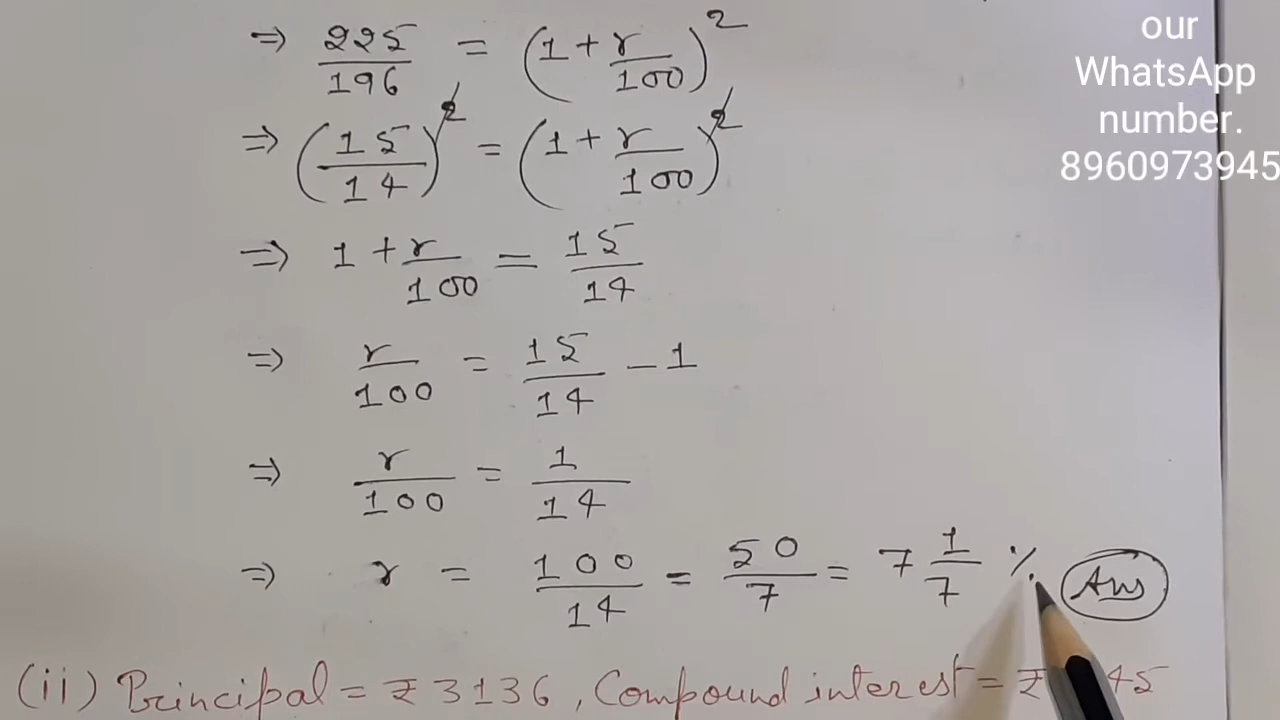 ⇒ 225/196 = (1 + r/100)²
⇒ (15/14)² = (1 + r/100)²
⇒ 1 + r/100 = 15/14
⇒ r/100 = 15/14 - 1
⇒ r/100 = 1/14
⇒ r = 100/14 = 50/7 = 7 1/7 % Ans
(ii) Principal = ₹ 3136, Compound interest = ₹ 45
our
WhatsApp
number.
8960973945